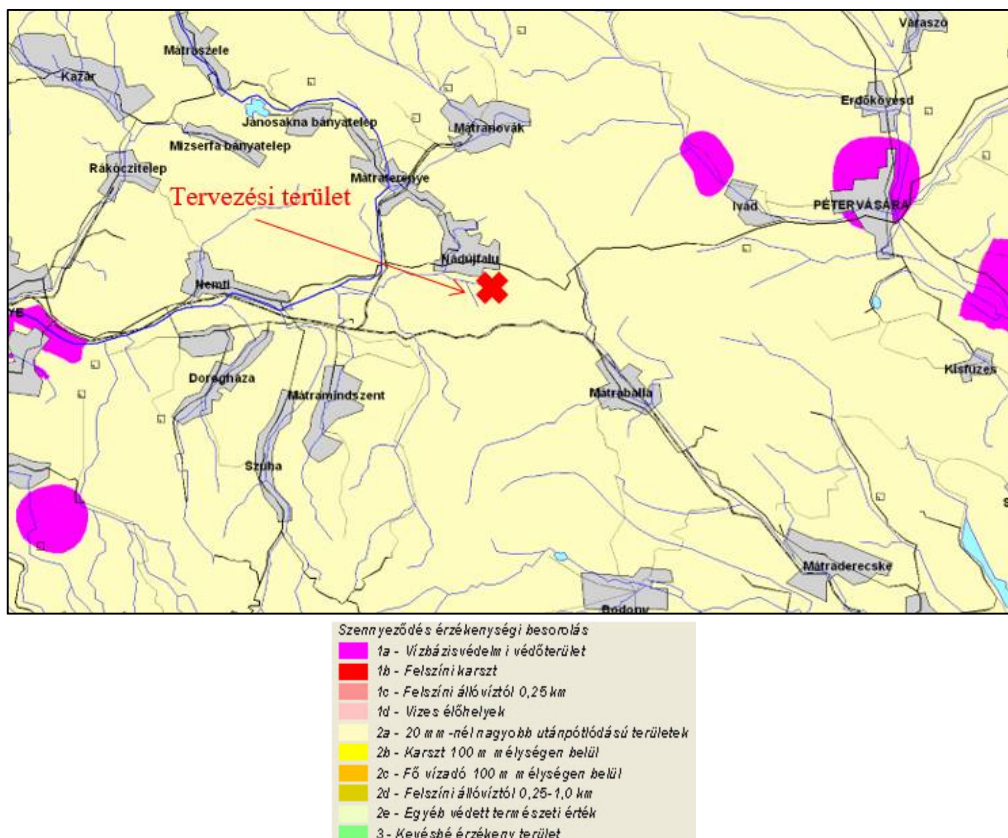 Váraszó
Mátraszele
Kazár
Erdőkövesd
Jánosakna bányatelep
Mátranovák
Mizserfa bányatelep
Rákóczitelep
Mátraterenye
Tervezési terület
Ivád
PÉTERVÁSÁRA
Nádújfalu
Nemti
YE
Kisfüzes
Dorogháza
Mátramindszent
Mátraballa
Szuha
S
Mátraderecske
Bodony
Szennyeződés érzékenységi besorolás
1a - Vízbázisvédelmi védőterület
1b - Felszíni karszt
1c - Felszíni állóvíztól 0,25 km
1d - Vizes élőhelyek
2a - 20 mm-nél nagyobb utánpótlódású területek
2b - Karszt 100 m mélységen belül
2c - Fő vízadó 100 m mélységen belül
2d - Felszíni állóvíztól 0,25-1,0 km
2e - Egyéb védett természeti érték
3 - Kevésbé érzékeny terület